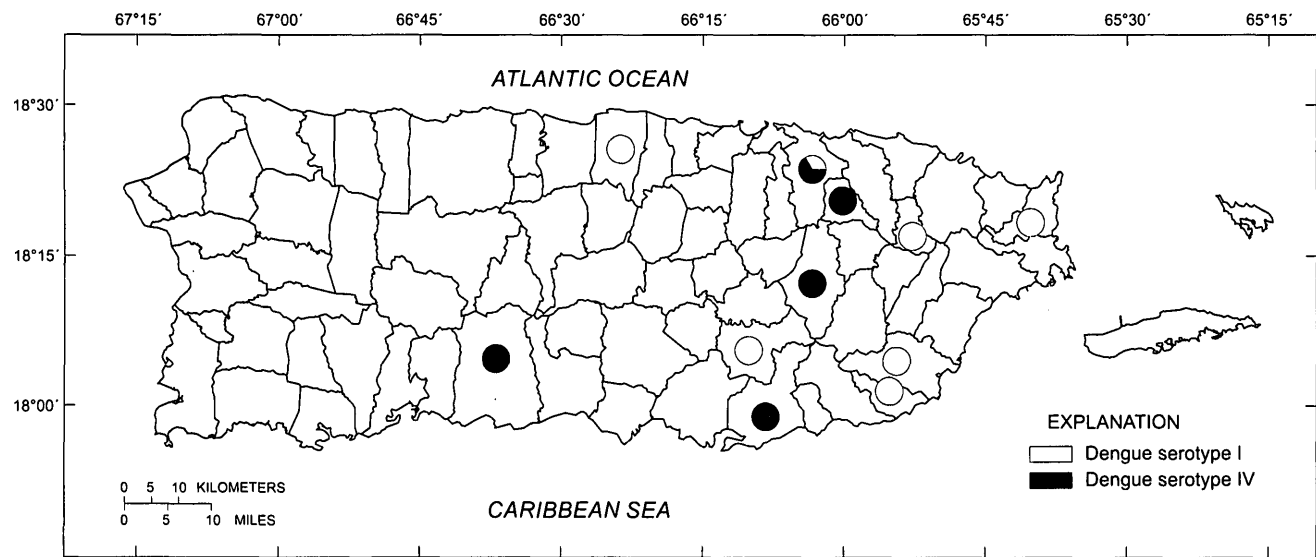 67°15´ 67°00´ 66°45´ 66°30´ 66°15´ 66°00´ 65°45´ 65°30´ 65°15´
ATLANTIC OCEAN
18°30´
18°15´
18°00´
EXPLANATION
Dengue serotype I
Dengue serotype IV
0 5 10 KILOMETERS
0 5 10 MILES
CARIBBEAN SEA